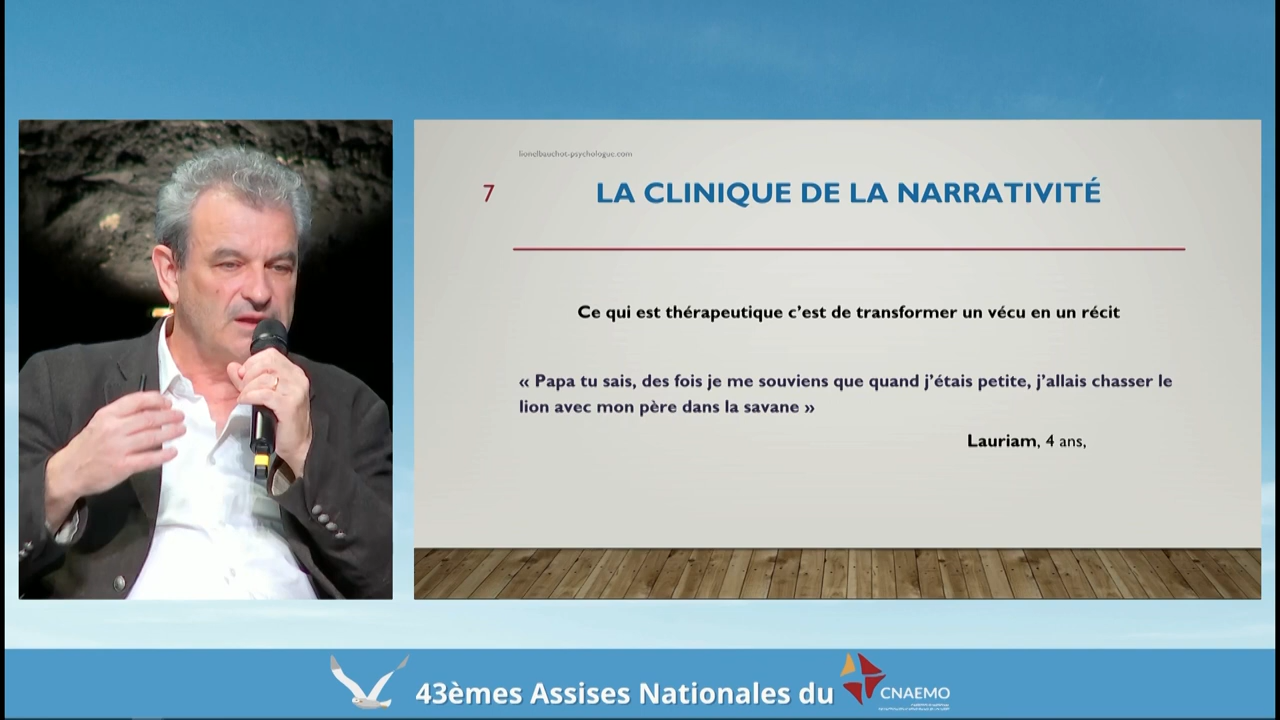 lionelbauchot-psychologue.com
7
LA CLINIQUE DE LA NARRATIVITÉ
Ce qui est thérapeutique c’est de transformer un vécu en un récit
« Papa tu sais, des fois je me souviens que quand j’étais petite, j’allais chasser le
lion avec mon père dans la savane »
Lauriam, 4 ans,
43èmes Assises Nationales du
CNAEMO